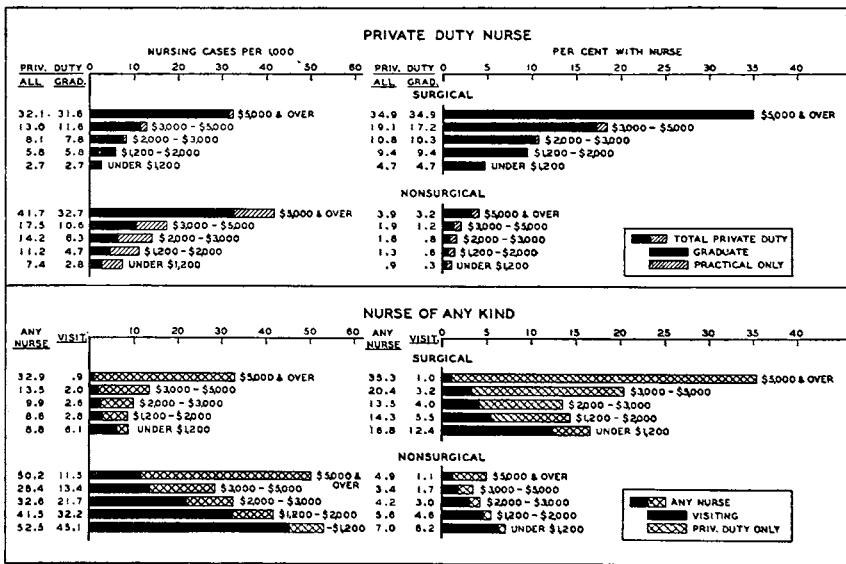 PRIVATE DUTY NURSE
NURSING CASES PER 1,000
PER CENT WITH NURSE
PRIV. DUTY 0 10 20 30 40 50 60 PRIV. DUTY 0 5 10 15 20 25 30 35 40
ALL GRAD. ALL GRAD.
SURGICAL
32.1 31.6 $5,000 & OVER 34.9 34.9 $5,000 & OVER
13.0 11.6 $3,000 - $5,000 19.1 17.2 $3,000 - $5,000
8.1 7.8 $2,000 - $3,000 10.8 10.3 $2,000 - $3,000
5.8 5.8 $1,200 - $2,000 9.4 9.4 $1,200 - $2,000
2.7 2.7 UNDER $1,200 4.7 4.7 UNDER $1,200
NONSURGICAL
41.7 32.7 $5,000 & OVER 3.9 3.2 $5,000 & OVER
17.5 10.6 $3,000 - $5,000 1.9 1.2 $3,000 - $5,000
14.2 6.3 $2,000 - $3,000 1.6 .8 $2,000 - $3,000
11.2 4.7 $1,200 - $2,000 1.3 .6 $1,200 - $2,000
7.4 2.8 UNDER $1,200 .9 .3 UNDER $1,200
TOTAL PRIVATE DUTY
GRADUATE
PRACTICAL ONLY
NURSE OF ANY KIND
ANY 0 10 20 30 40 50 60 ANY 0 5 10 15 20 25 30 35 40
NURSE VISIT. NURSE VISIT.
SURGICAL
32.9 .9 $5,000 & OVER 35.3 1.0 $5,000 & OVER
13.5 2.0 $3,000 - $5,000 20.4 3.2 $3,000 - $5,000
9.9 2.6 $2,000 - $3,000 13.5 4.0 $2,000 - $3,000
8.6 2.8 $1,200 - $2,000 14.3 5.5 $1,200 - $2,000
8.8 6.1 UNDER $1,200 16.8 12.4 UNDER $1,200
NONSURGICAL
50.2 11.5 $5,000 & OVER 4.9 1.1 $5,000 & OVER
28.4 13.4 $3,000 - $5,000 3.4 1.7 $3,000 - $5,000
32.6 21.7 $2,000 - $3,000 4.2 3.0 $2,000 - $3,000
41.5 32.2 $1,200 - $2,000 5.6 4.6 $1,200 - $2,000
52.5 45.1 -$1,200 7.0 6.2 UNDER $1,200
ANY NURSE
VISITING
PRIV. DUTY ONLY